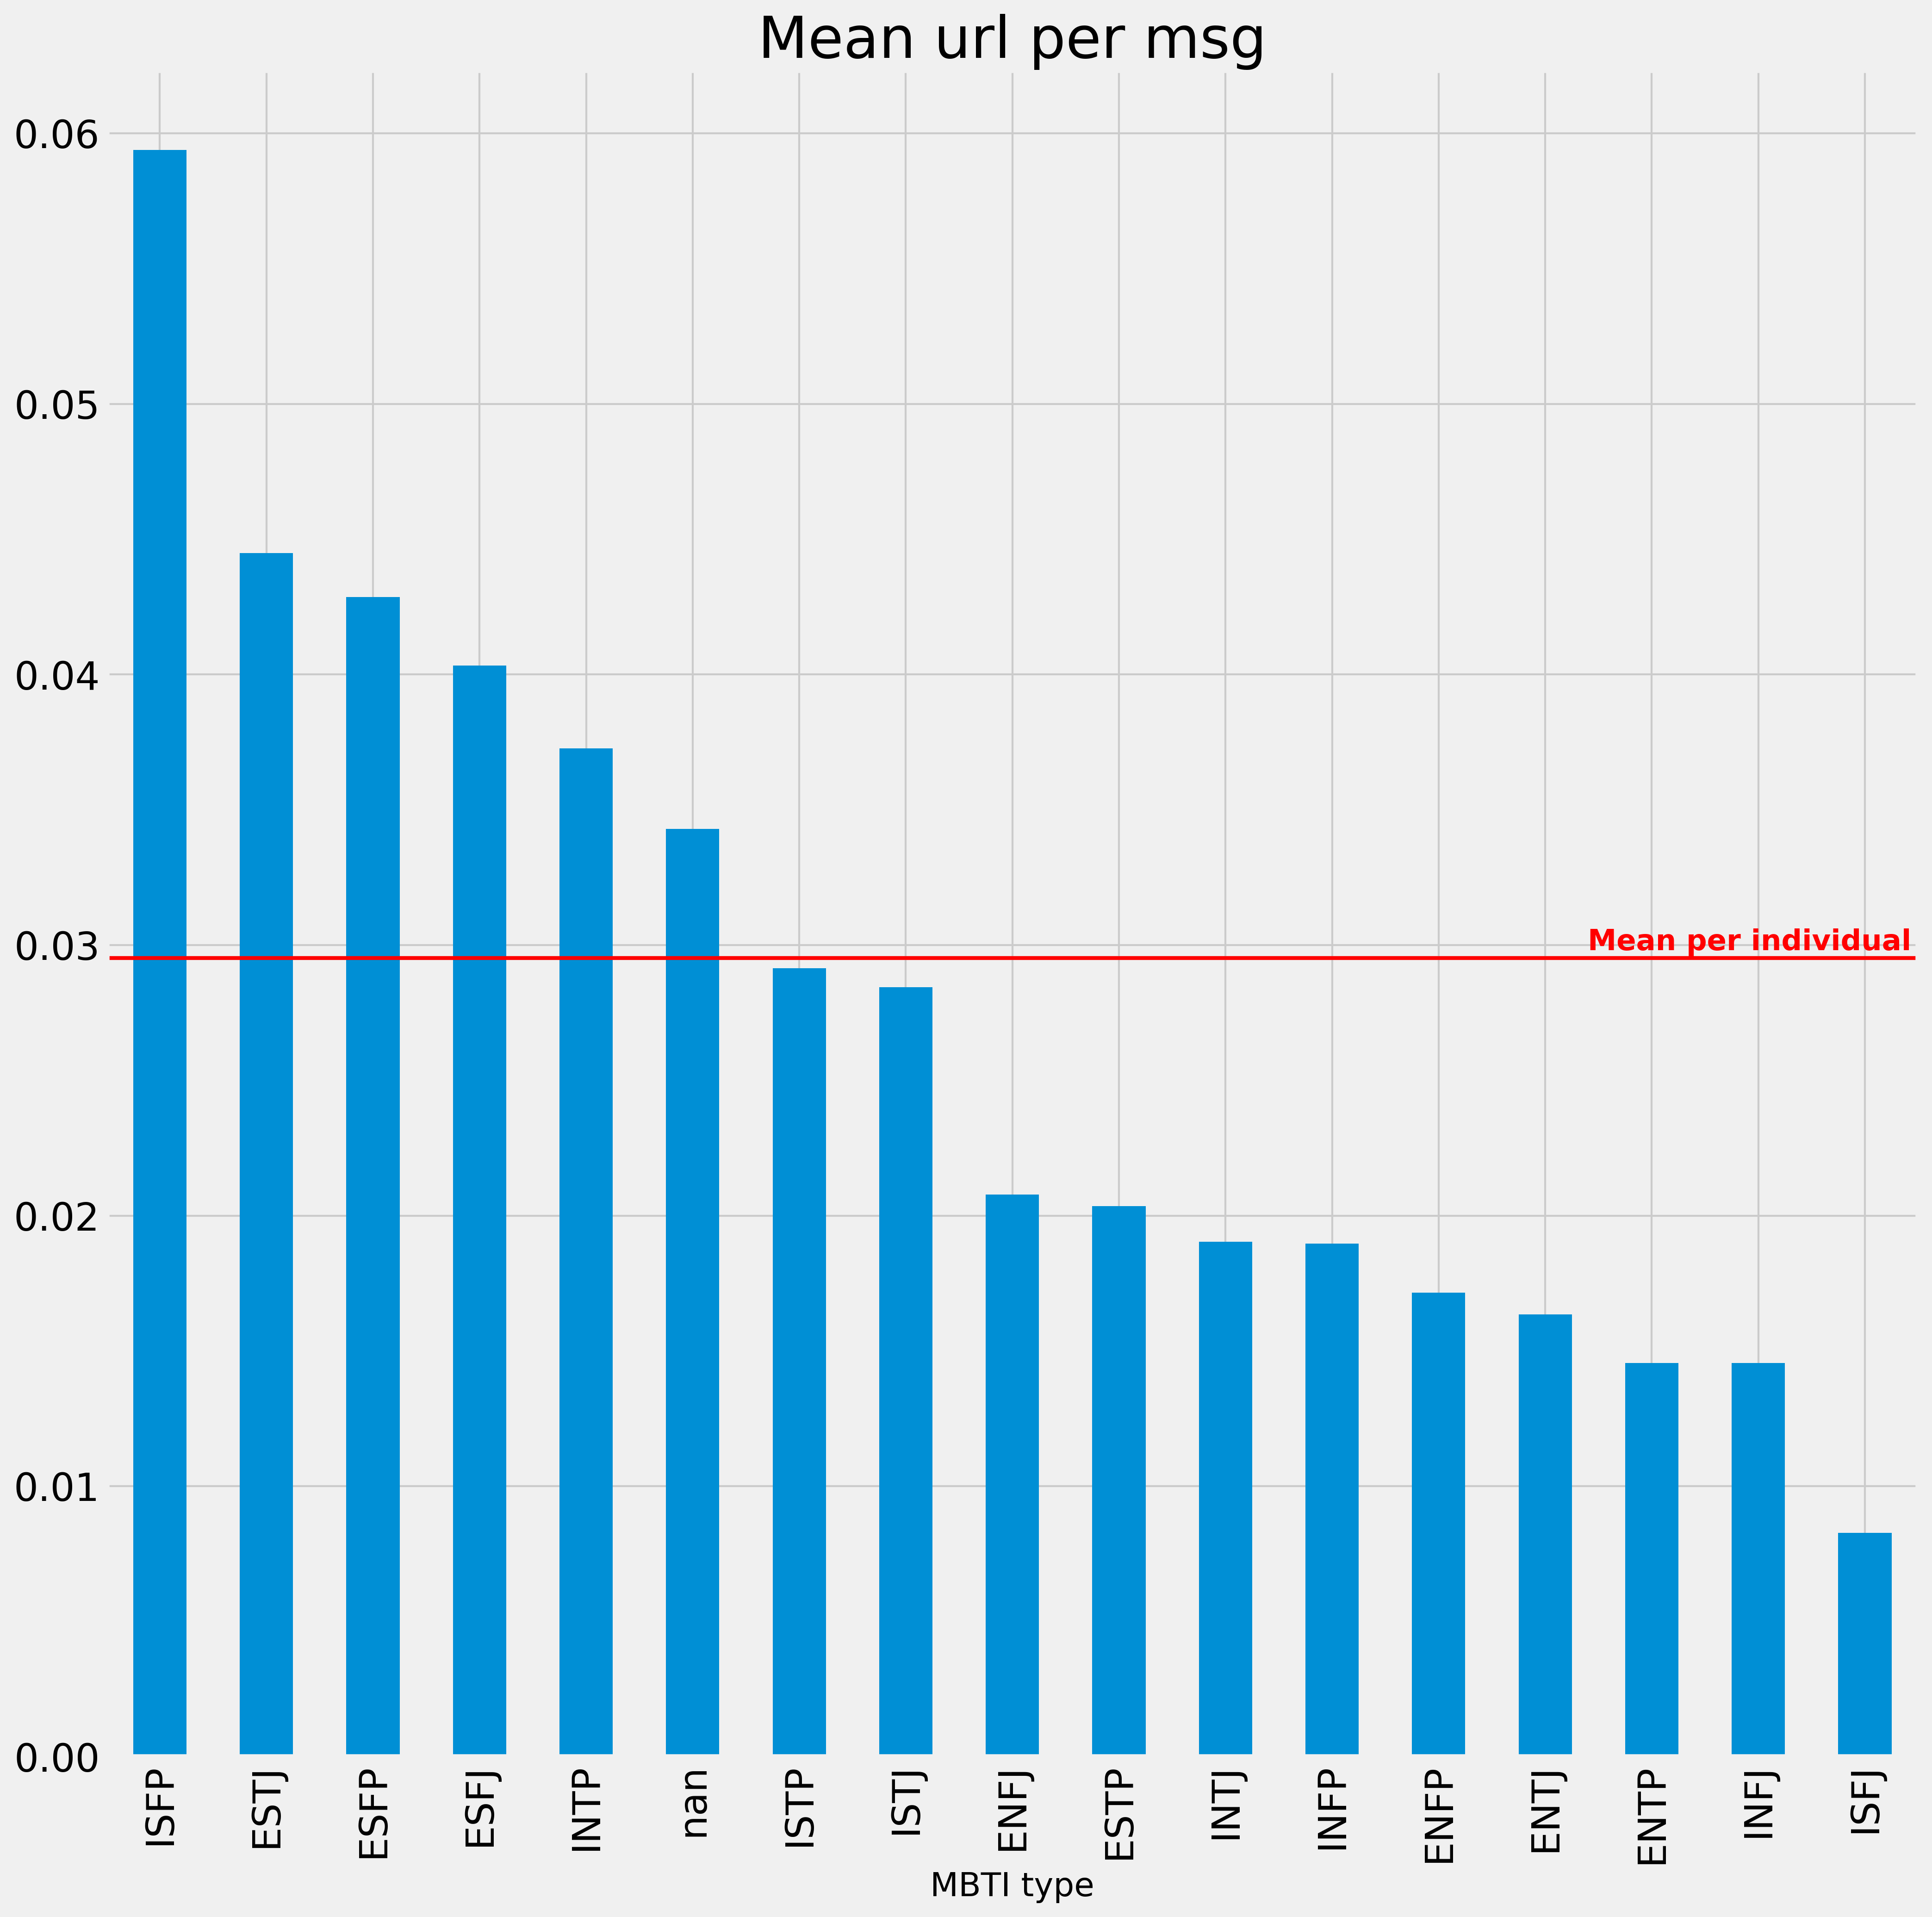 Mean url per msg
0.06
0.05
0.04
0.03
0.02
0.01
0.00
Mean per individual
ISFP
ESTJ
ESFP
ESFJ
INTP
nan
ISTP
ISTJ
ENFJ
ESTP
INTJ
INFP
ENFP
ENTJ
ENTP
INFJ
ISFJ
MBTI type